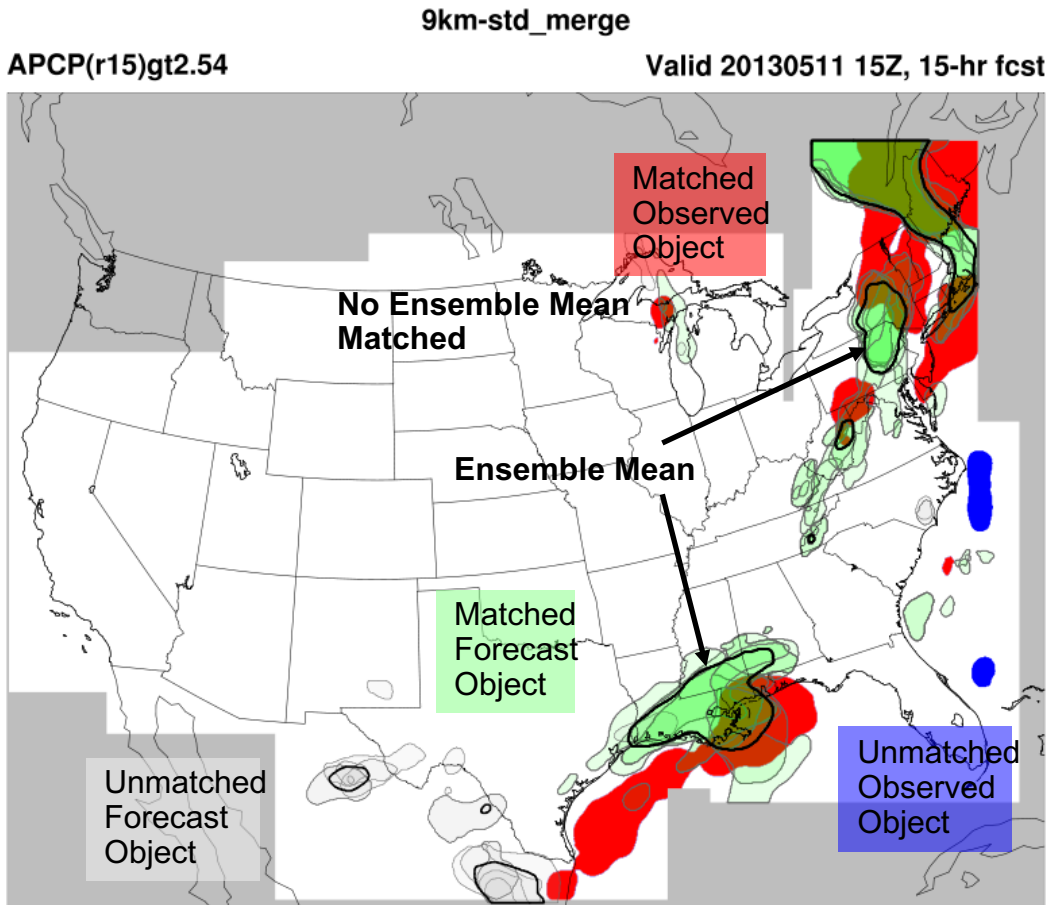 9km-std_merge
APCP(r15)gt2.54
Valid 20130511 15Z, 15-hr fcst
Matched
Observed
Object
No Ensemble Mean
Matched
Ensemble Mean
Matched
Forecast
Object
Unmatched
Forecast
Object
Unmatched
Observed
Object